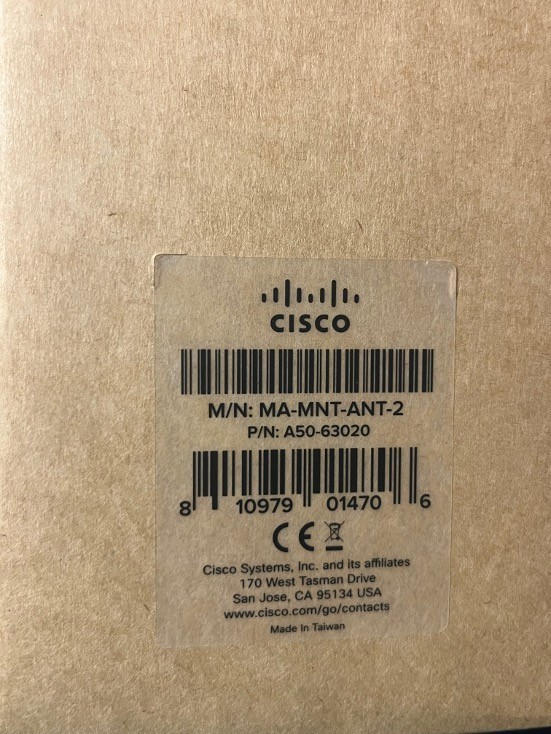 CISCO
M/N: MA-MNT-ANT-2
P/N: A50-63020
8 10979 01470 6
CE
Cisco Systems, Inc. and its affiliates
170 West Tasman Drive
San Jose, CA 95134 USA
www.cisco.com/go/contacts
Made In Taiwan